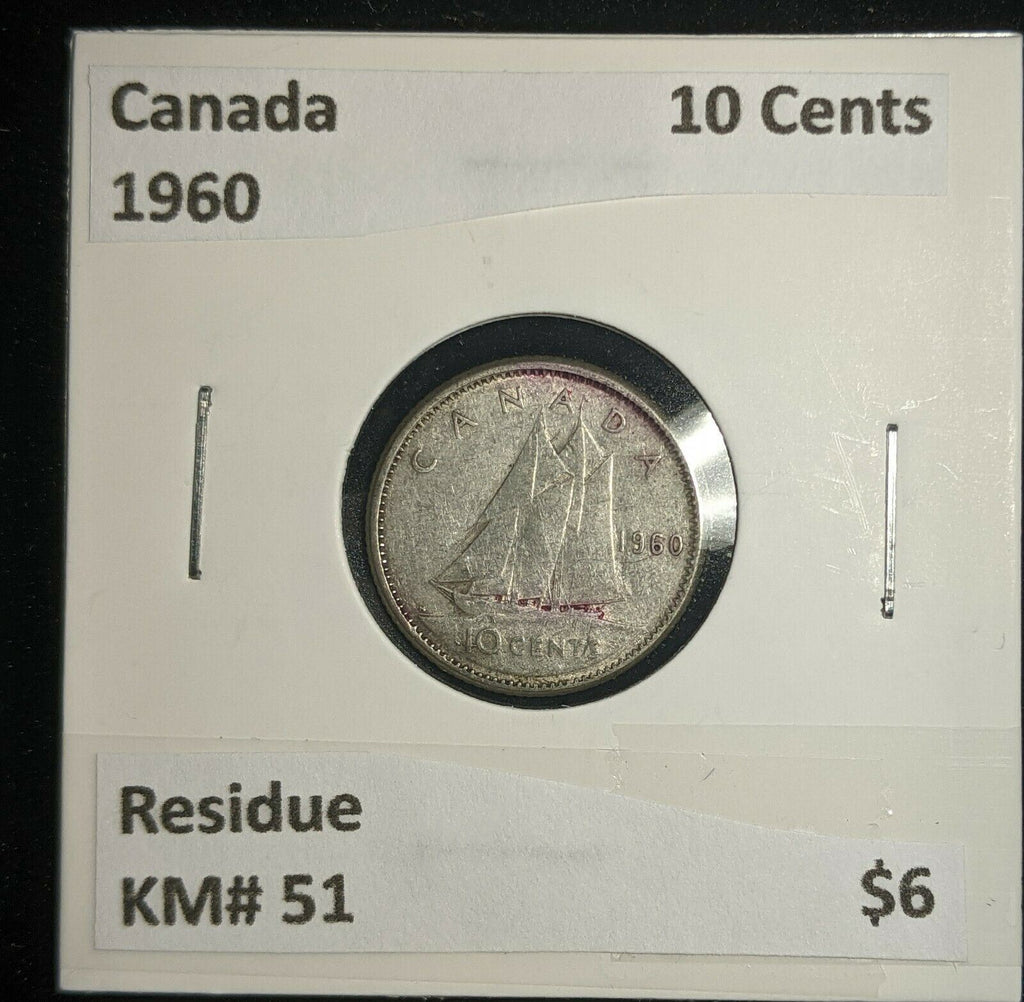 Canada 10 Cents
1960
CANADA
1960
10 CENTS
Residue
KM# 51 $6